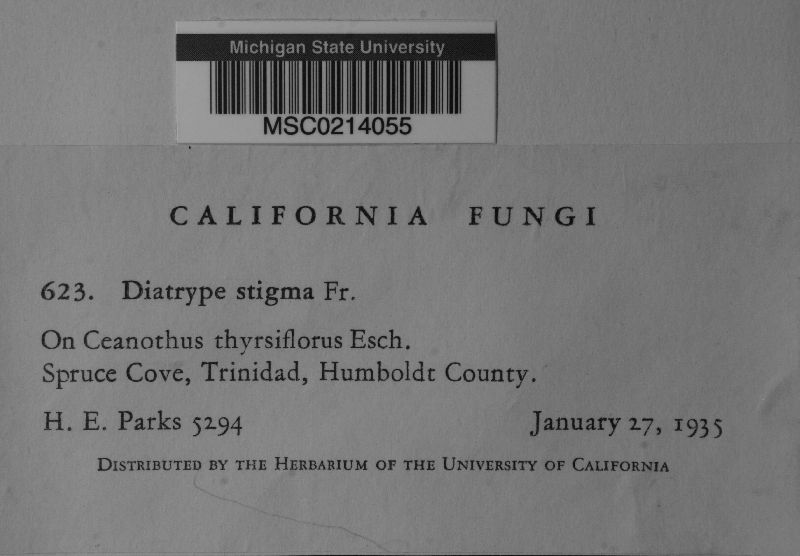 Michigan State University
MSC0214055
CALIFORNIA FUNGI
623. Diatrype stigma Fr.
On Ceanothus thyrsiflorus Esch.
Spruce Cove, Trinidad, Humboldt County.
H. E. Parks 5294 January 27, 1935
Distributed by the Herbarium of the University of California